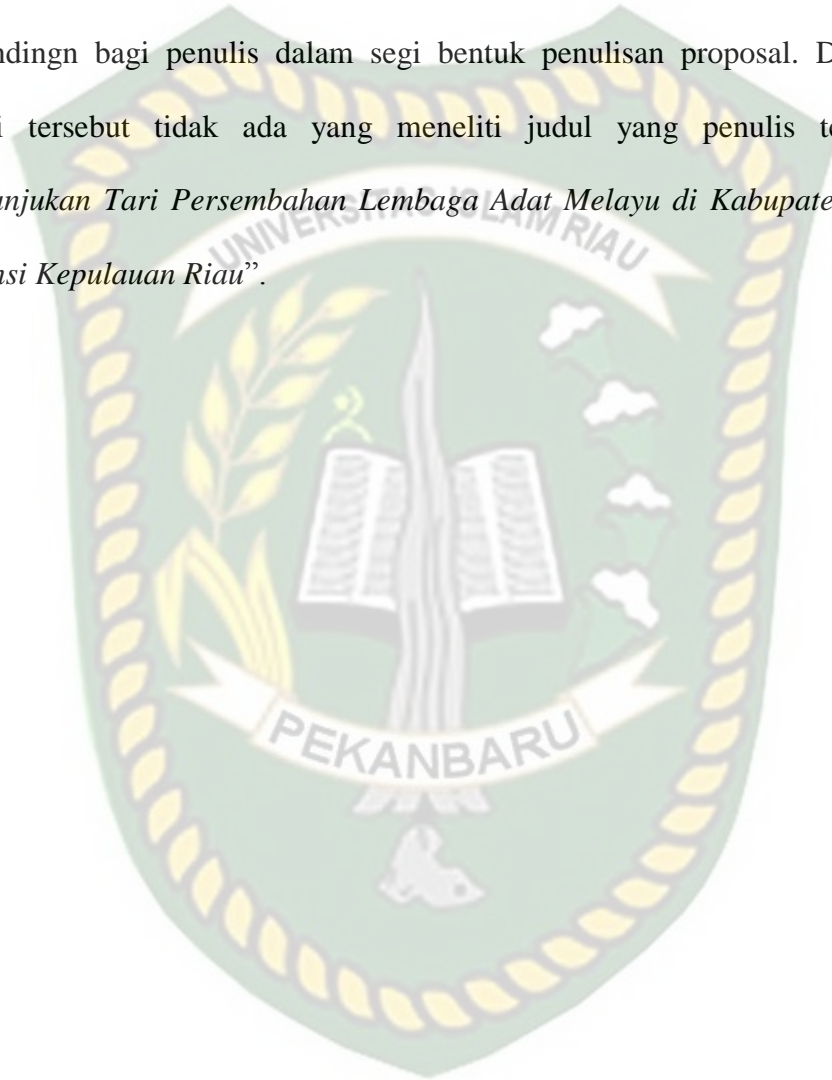 ndingn bagi penulis dalam segi bentuk penulisan proposal. D
i tersebut tidak ada yang meneliti judul yang penulis te
unjukan Tari Persembahan Lembaga Adat Melayu di Kabupate
nsi Kepulauan Riau”.
UNIVERSITAS ISLAM RIAU
PEKANBARU